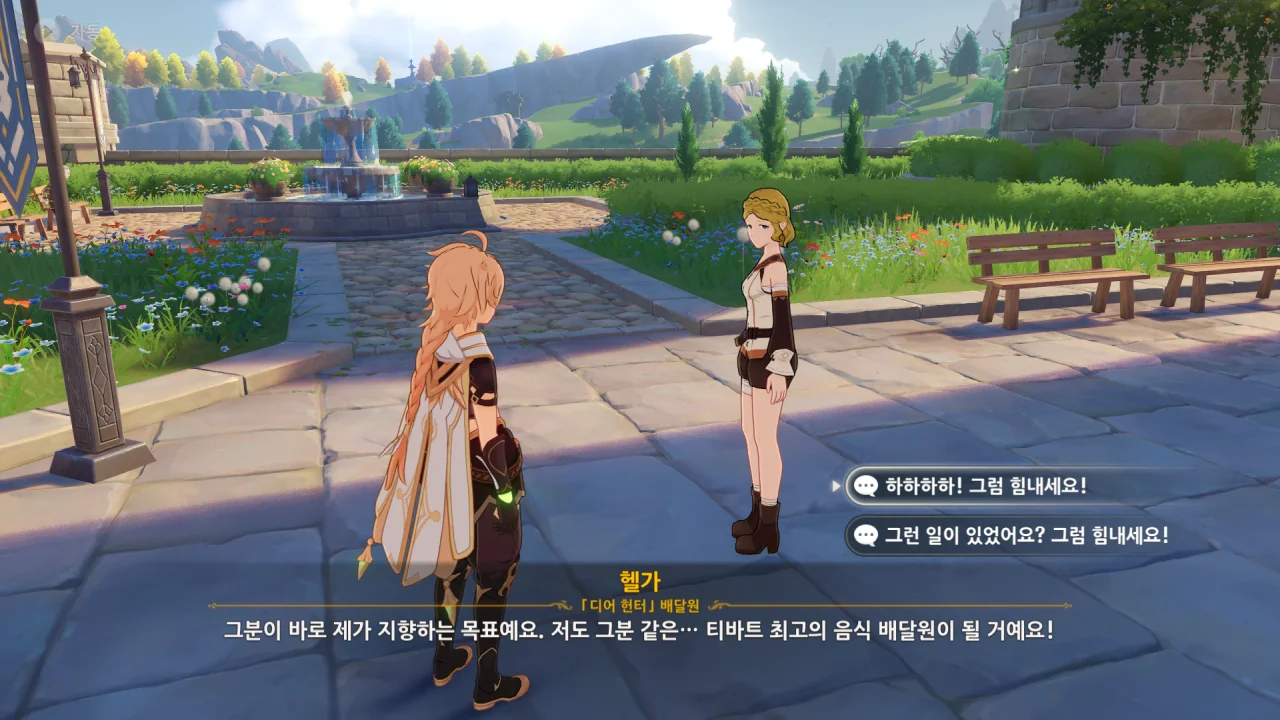 자동
하하하하! 그럼 힘내세요!
그런 일이 있었어요? 그럼 힘내세요!
헬가
「디어 헌터」 배달원
그분이 바로 제가 지향하는 목표예요. 저도 그분 같은… 티바트 최고의 음식 배달원이 될 거예요!